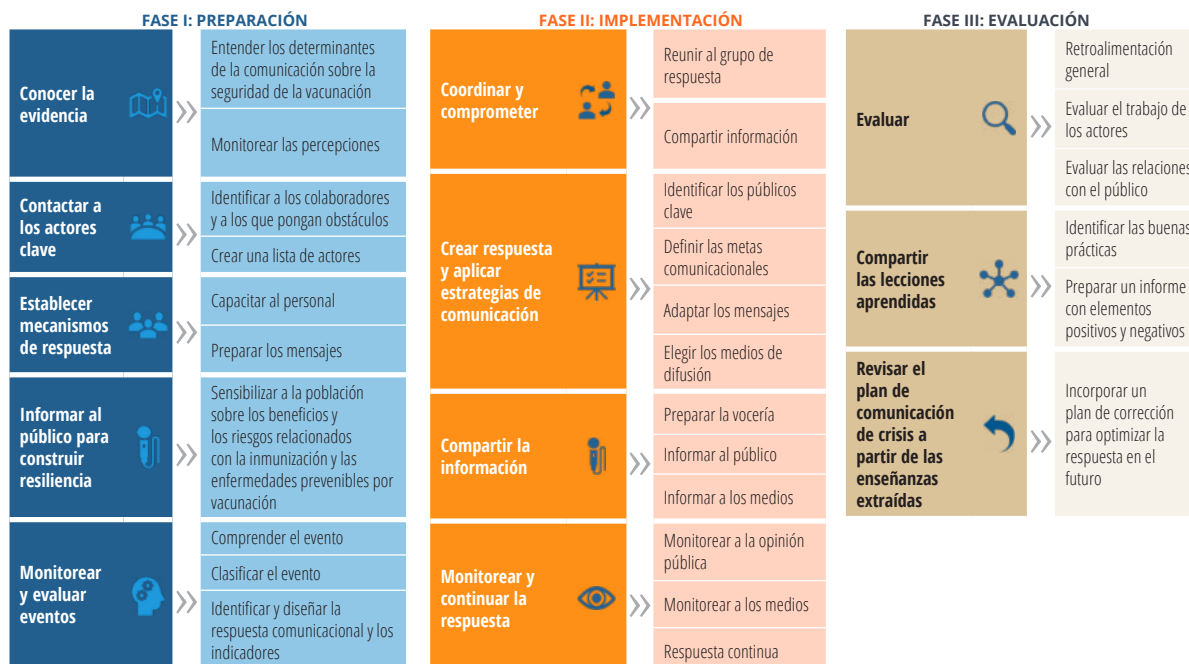 FASE I: PREPARACIÓN
Conocer la
evidencia
Entender los determinantes
de la comunicación sobre la
seguridad de la vacunación
Monitorear las percepciones
Contactar a
los actores
clave
Identificar a los colaboradores
y a los que pongan obstáculos
Crear una lista de actores
Establecer
mecanismos
de respuesta
Capacitar al personal
Preparar los mensajes
Informar al
público para
construir
resiliencia
Sensibilizar a la población
sobre los beneficios y
los riesgos relacionados
con la inmunización y las
enfermedades prevenibles por
vacunación
Monitorear
y evaluar
eventos
Comprender el evento
Clasificar el evento
Identificar y diseñar la
respuesta comunicacional y los
indicadores
FASE II: IMPLEMENTACIÓN
Coordinar y
comprometer
Reunir al grupo de
respuesta
Compartir información
Crear respuesta
y aplicar
estrategias de
comunicación
Identificar los públicos
clave
Definir las metas
comunicacionales
Adaptar los mensajes
Elegir los medios de
difusión
Compartir la
información
Preparar la vocería
Informar al público
Informar a los medios
Monitorear y
continuar la
respuesta
Monitorear a la opinión
pública
Monitorear a los medios
Respuesta continua
FASE III: EVALUACIÓN
Evaluar
Retroalimentación
general
Evaluar el trabajo de
los actores
Evaluar las relaciones
con el público
Compartir
las lecciones
aprendidas
Identificar las buenas
prácticas
Preparar un informe
con elementos
positivos y negativos
Revisar el
plan de
comunicación
de crisis a
partir de las
enseñanzas
extraídas
Incorporar un
plan de corrección
para optimizar la
respuesta en el
futuro